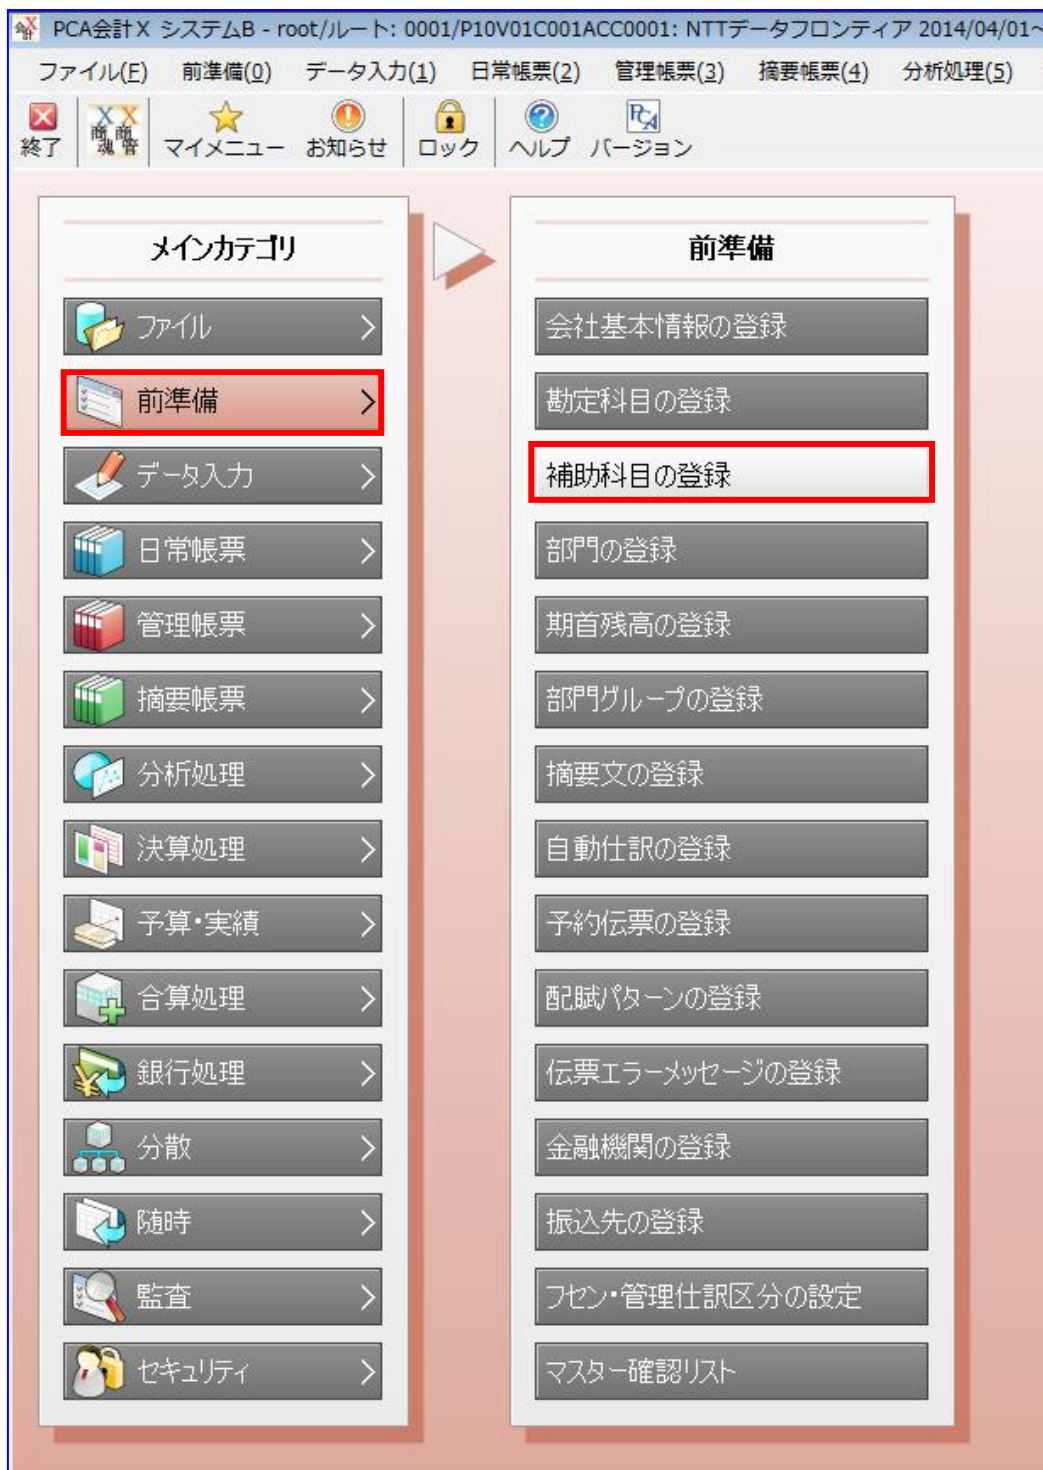 PCA会計X システムB - root/ルート: 0001/P10V01C001ACC0001: NTTデータフロンティア 2014/04/01～
ファイル(F) 前準備(0) データ入力(1) 日常帳票(2) 管理帳票(3) 摘要帳票(4) 分析処理(5)
終了 商魂 商管 マイメニュー お知らせ ロック ヘルプ バージョン
メインカテゴリ
ファイル
前準備
データ入力
日常帳票
管理帳票
摘要帳票
分析処理
決算処理
予算・実績
合算処理
銀行処理
分散
随時
監査
セキュリティ
前準備
会社基本情報の登録
勘定科目の登録
補助科目の登録
部門の登録
期首残高の登録
部門グループの登録
摘要文の登録
自動仕訳の登録
予約伝票の登録
配賦パターンの登録
伝票エラーメッセージの登録
金融機関の登録
振込先の登録
フセン・管理仕訳区分の設定
マスター確認リスト